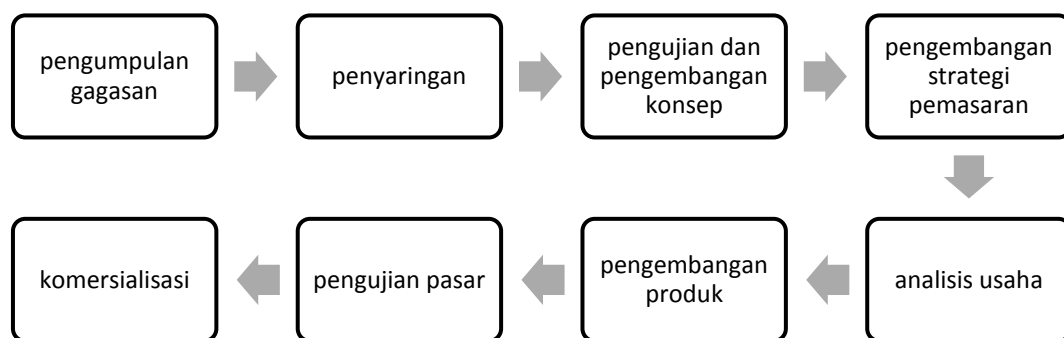 pengumpulan
gagasan
penyaringan
pengujian dan
pengembangan
konsep
pengembangan
strategi
pemasaran
analisis usaha
pengembangan
produk
pengujian pasar
komersialisasi